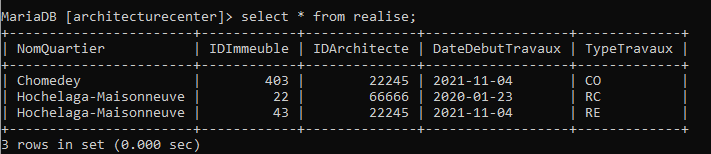 MariaDB [architecturecenter]> select * from realise;
+----------------------+------------+--------------+------------------+-------------+
| NomQuartier          | IDImmeuble | IDArchitecte | DateDebutTravaux | TypeTravaux |
+----------------------+------------+--------------+------------------+-------------+
| Chomedey             |        403 |        22245 | 2021-11-04       | CO          |
| Hochelaga-Maisonneuve |         22 |        66666 | 2020-01-23       | RC          |
| Hochelaga-Maisonneuve |         43 |        22245 | 2021-11-04       | RE          |
+----------------------+------------+--------------+------------------+-------------+
3 rows in set (0.000 sec)